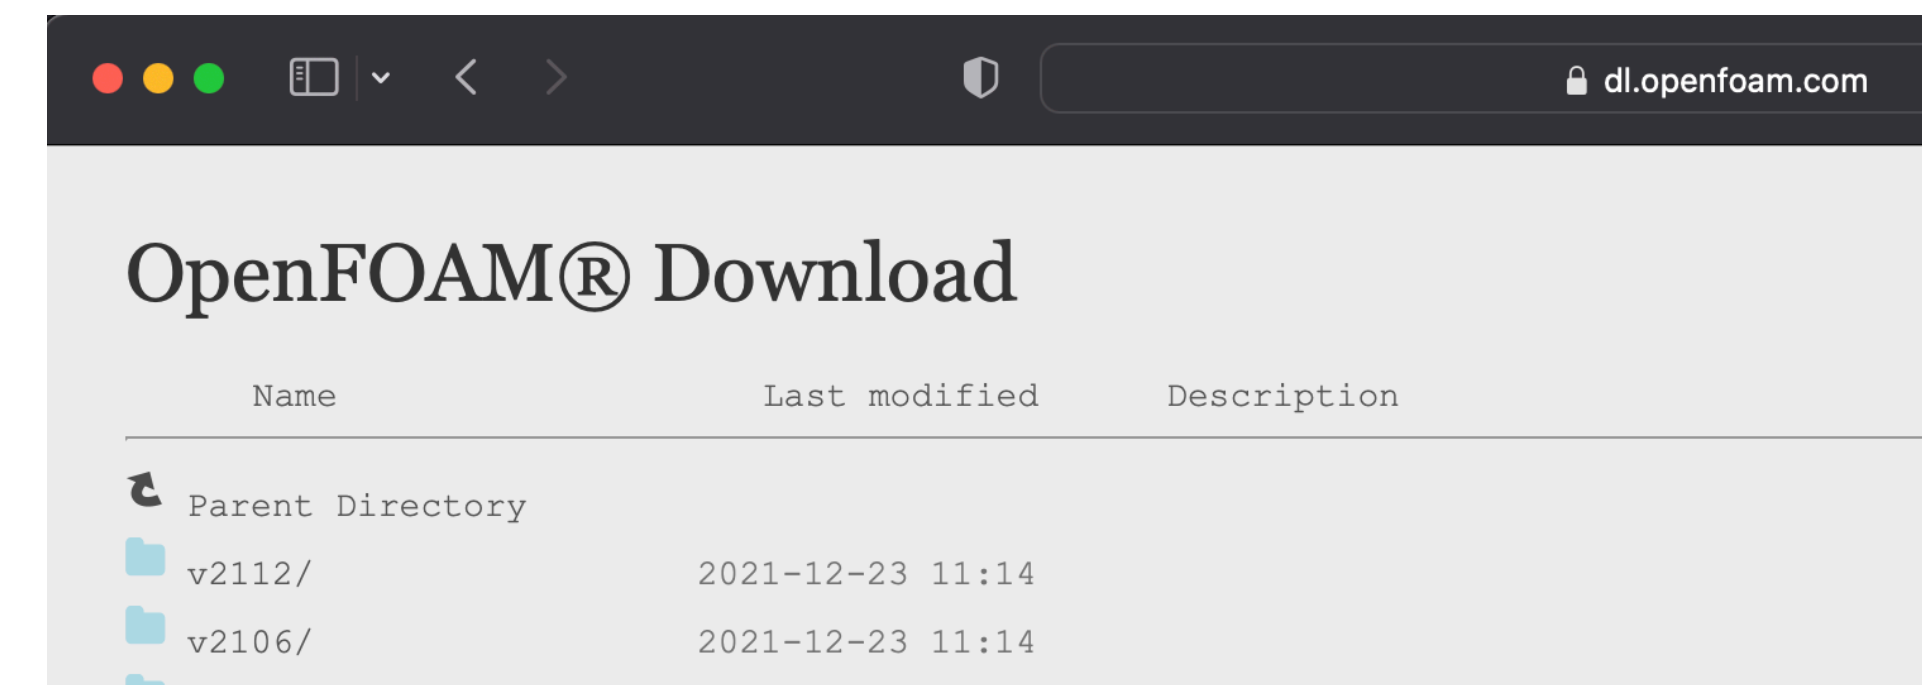 dl.openfoam.com
OpenFOAM® Download
Name Last modified Description
Parent Directory
v2112/ 2021-12-23 11:14
v2106/ 2021-12-23 11:14